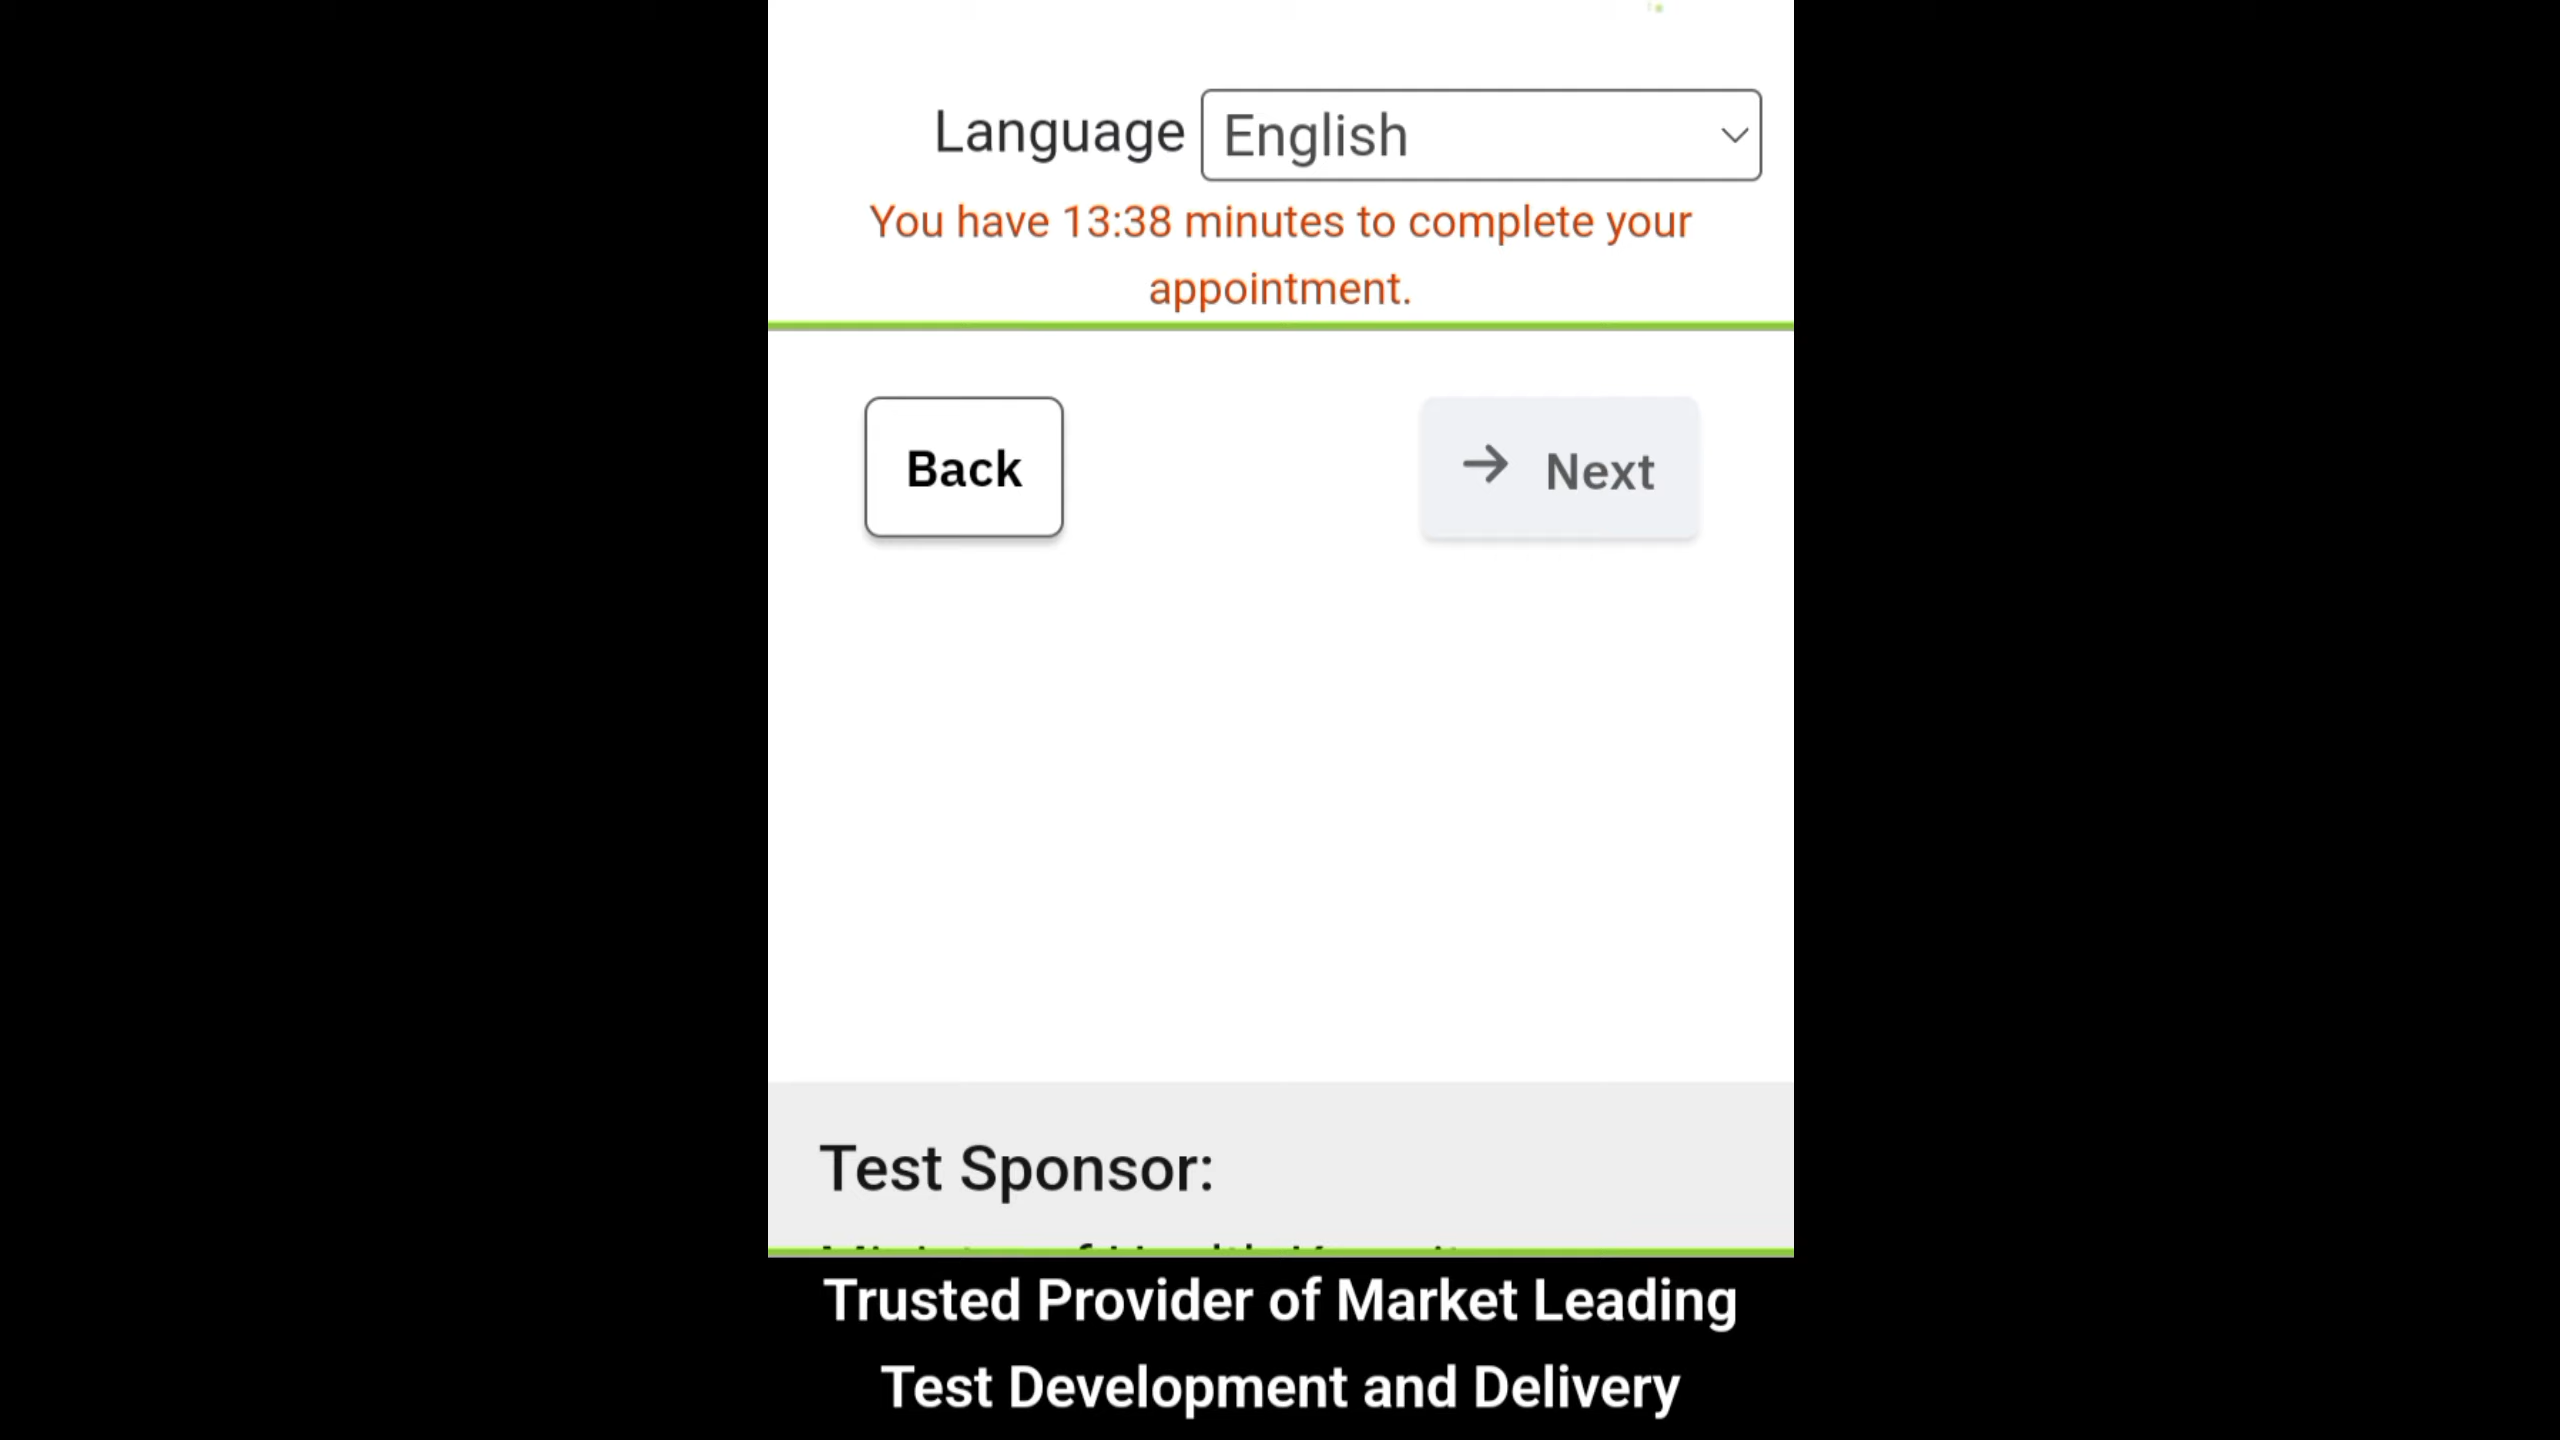 Language English
You have 13:38 minutes to complete your
appointment.
Back
Next
Test Sponsor:
Trusted Provider of Market Leading
Test Development and Delivery